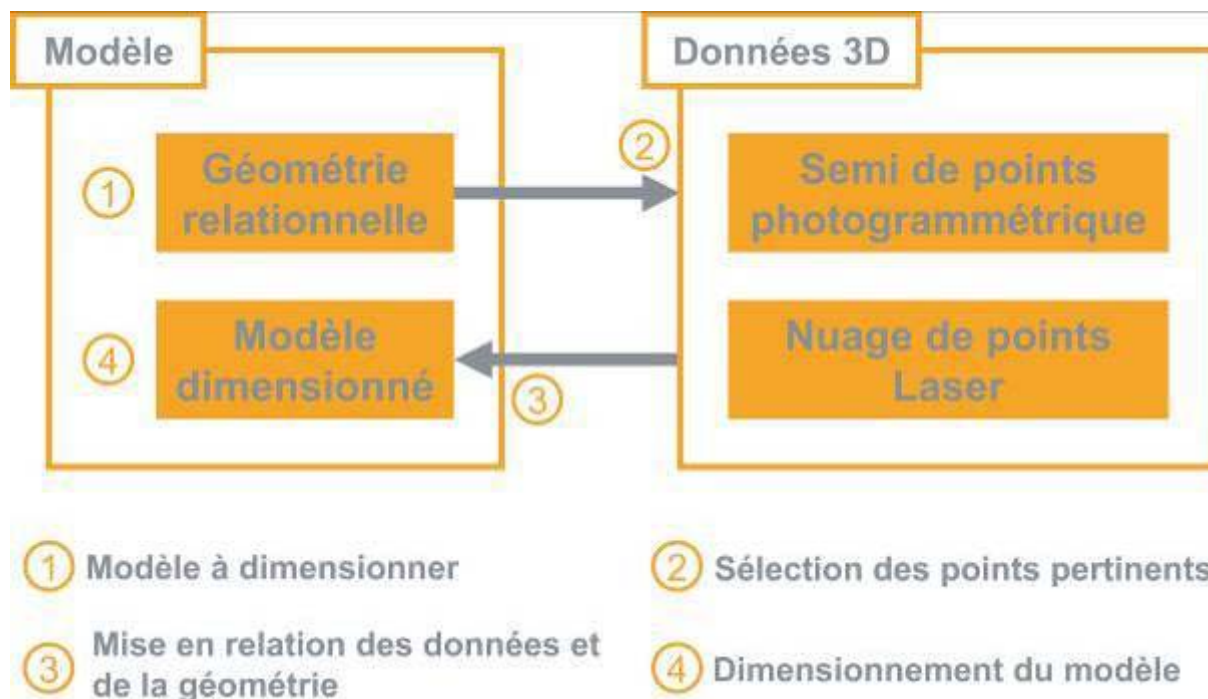 Modèle
Données 3D
1
Géométrie
relationnelle
2
Semi de points
photogrammétrique
4
Modèle
dimensionné
3
Nuage de points
Laser
1 Modèle à dimensionner
2 Sélection des points pertinents
3 Mise en relation des données et
de la géométrie
4 Dimensionnement du modèle